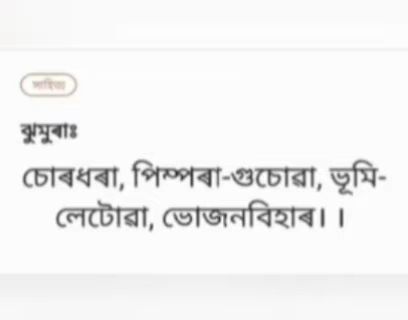 সাহিত্য
ঝুমুৰাঃ
চোৰধৰা, পিম্পৰা-গুচোৱা, ভূমি-
লেটোৱা, ভোজনবিহাৰ। ।